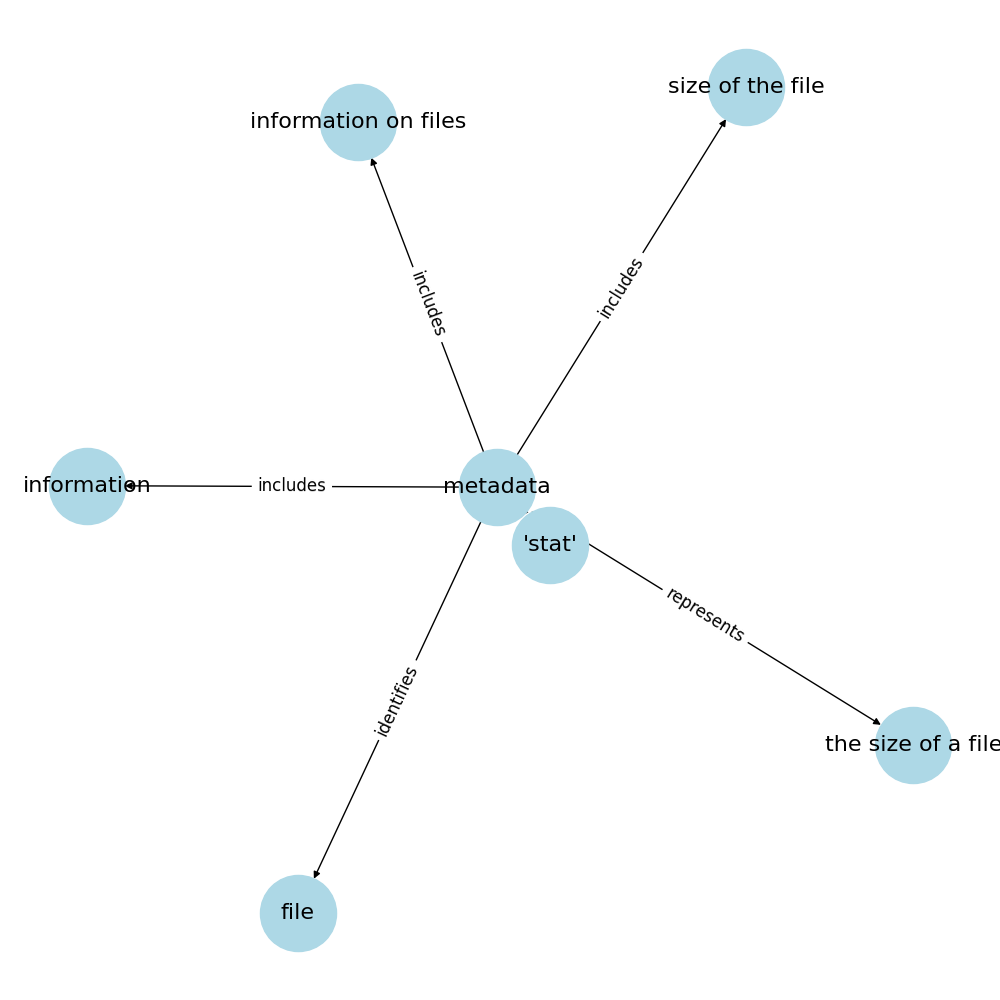 size of the file
information on files
includes
includes
information
includes
metadata
'stat'
represents
identifies
the size of a file
file